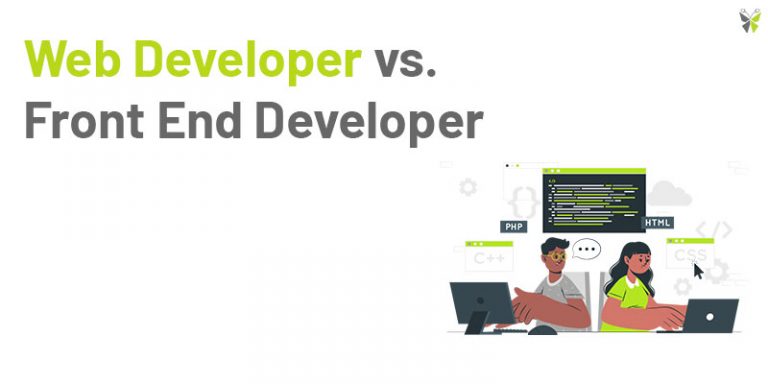 Web Developer vs.
Front End Developer
</>
PHP
HTML
{}
</>
C++
CSS